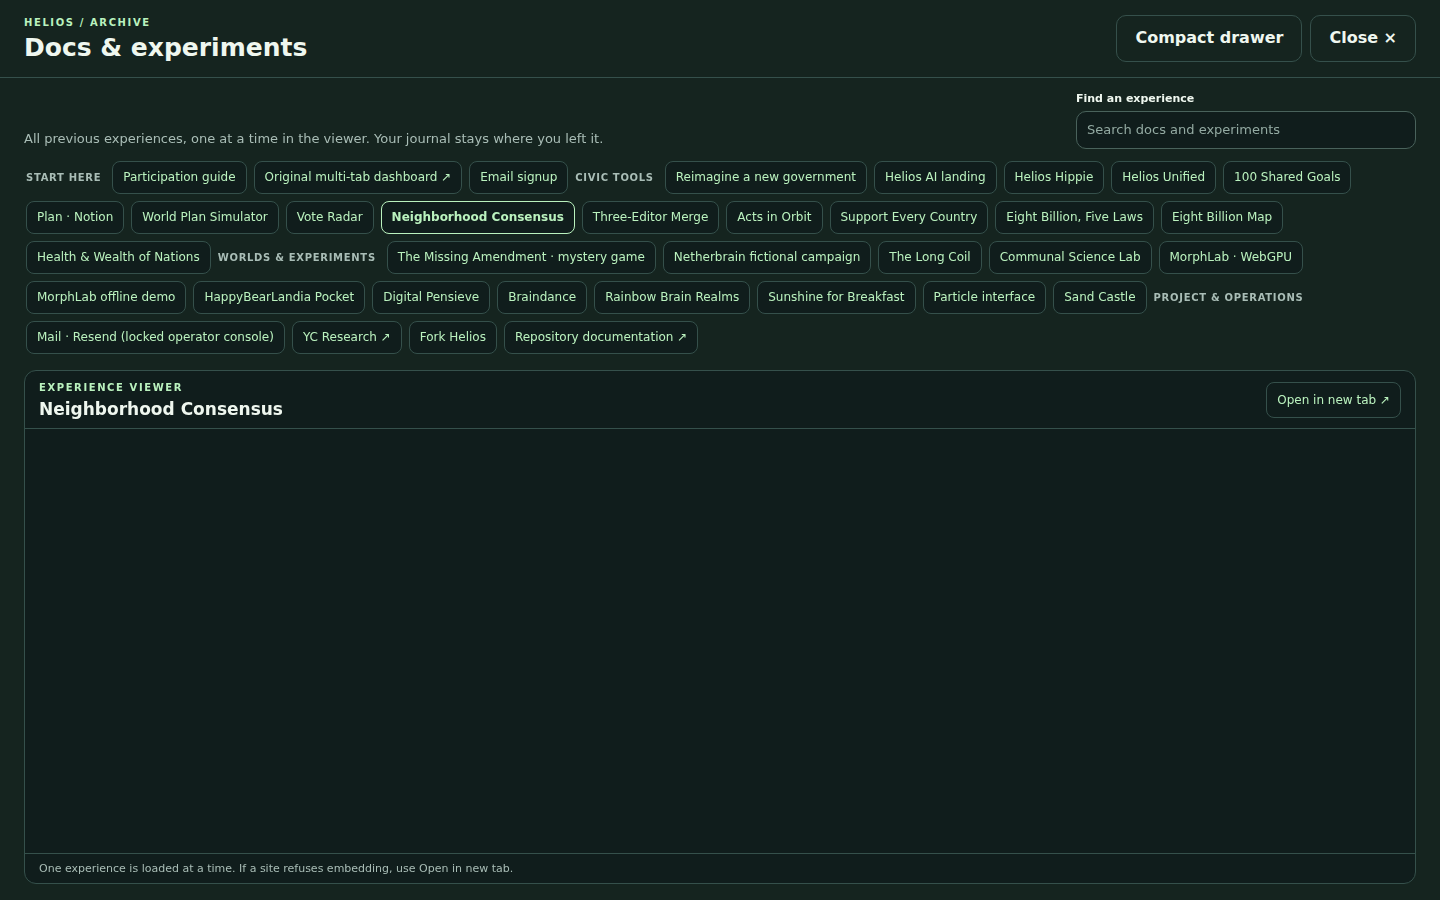 HELIOS / ARCHIVE
Docs & experiments
Compact drawer
Close ×
Find an experience
All previous experiences, one at a time in the viewer. Your journal stays where you left it.
Search docs and experiments
START HERE Participation guide Original multi-tab dashboard ↗ Email signup CIVIC TOOLS Reimagine a new government Helios AI landing Helios Hippie Helios Unified 100 Shared Goals
Plan · Notion World Plan Simulator Vote Radar Neighborhood Consensus Three-Editor Merge Acts in Orbit Support Every Country Eight Billion, Five Laws Eight Billion Map
Health & Wealth of Nations WORLDS & EXPERIMENTS The Missing Amendment · mystery game Netherbrain fictional campaign The Long Coil Communal Science Lab MorphLab · WebGPU
MorphLab offline demo HappyBearLandia Pocket Digital Pensieve Braindance Rainbow Brain Realms Sunshine for Breakfast Particle interface Sand Castle PROJECT & OPERATIONS
Mail · Resend (locked operator console) YC Research ↗ Fork Helios Repository documentation ↗
EXPERIENCE VIEWER
Neighborhood Consensus
Open in new tab ↗
One experience is loaded at a time. If a site refuses embedding, use Open in new tab.